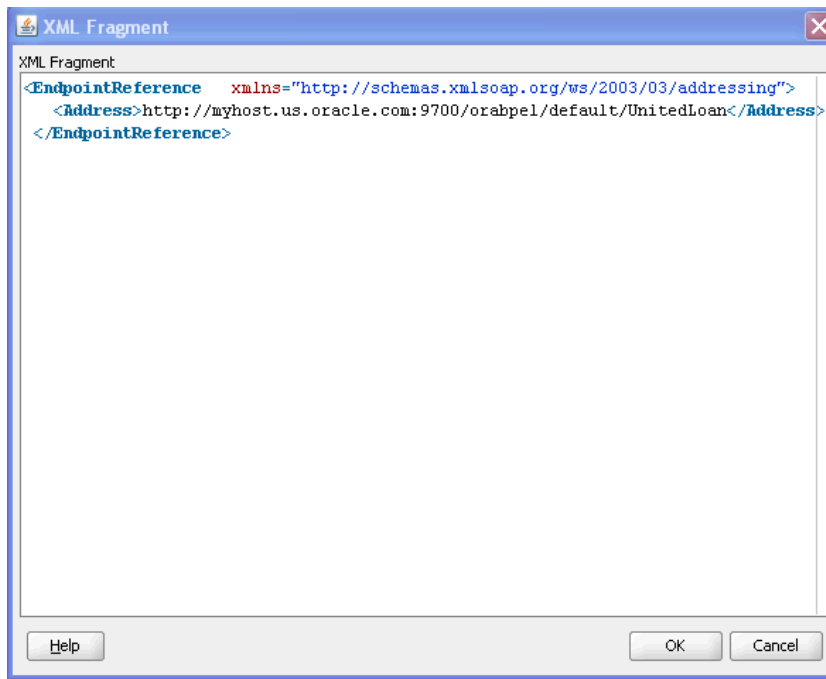 XML Fragment
XML Fragment
<EndpointReference   xmlns="http://schemas.xmlsoap.org/ws/2003/03/addressing">
   <Address>http://myhost.us.oracle.com:9700/orabpel/default/UnitedLoan</Address>
 </EndpointReference>
Help OK Cancel